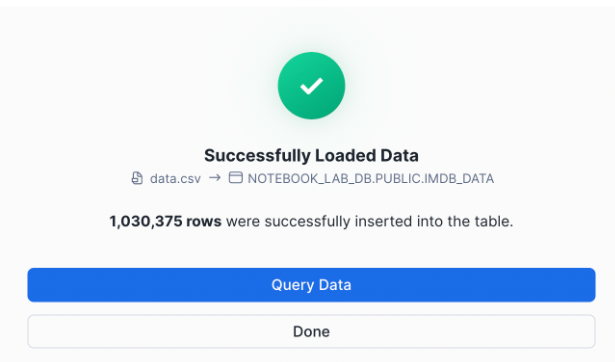 Successfully Loaded Data
data.csv → NOTEBOOK_LAB_DB.PUBLIC.IMDB_DATA
1,030,375 rows were successfully inserted into the table.
Query Data
Done